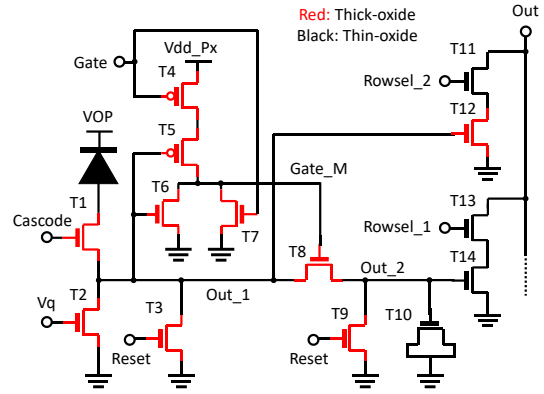 Red: Thick-oxide
Black: Thin-oxide
Out
Vdd_Px
Gate
T4
T11
Rowsel_2
T12
VOP
T5
T6
Gate_M
T1
Cascode
T7
T13
Rowsel_1
T8
T14
T2
Out_1
Out_2
Vq
T3
T9
T10
Reset
Reset